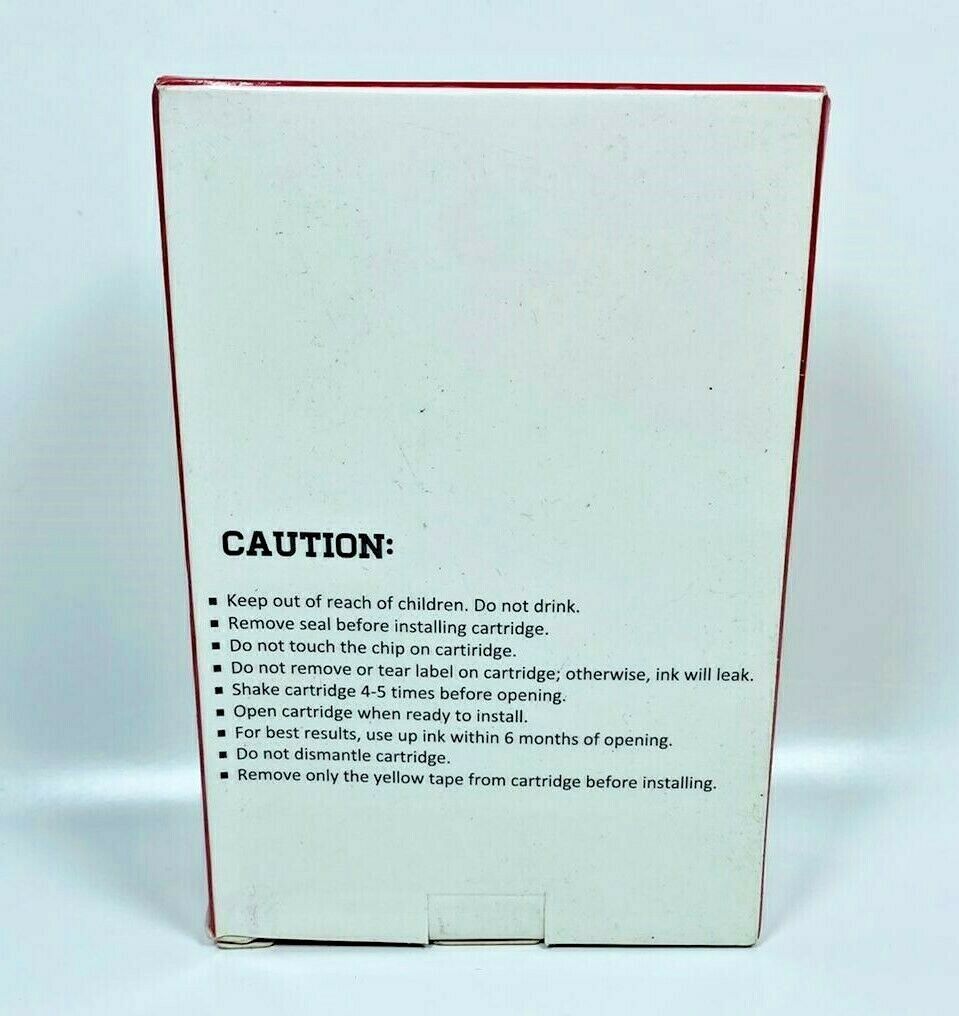 CAUTION:
▪ Keep out of reach of children. Do not drink.
▪ Remove seal before installing cartridge.
▪ Do not touch the chip on cartiridge.
▪ Do not remove or tear label on cartridge; otherwise, ink will leak.
▪ Shake cartridge 4-5 times before opening.
▪ Open cartridge when ready to install.
▪ For best results, use up ink within 6 months of opening.
▪ Do not dismantle cartridge.
▪ Remove only the yellow tape from cartridge before installing.